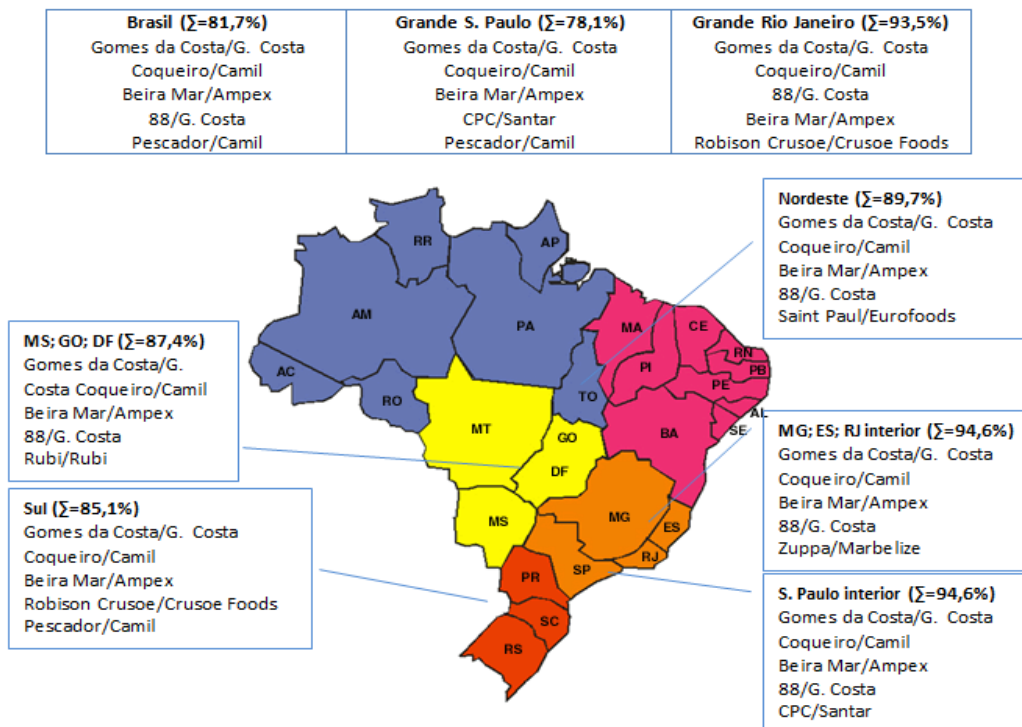 Brasil (∑=81,7%)
Gomes da Costa/G. Costa
Coqueiro/Camil
Beira Mar/Ampex
88/G. Costa
Pescador/Camil
Grande S. Paulo (∑=78,1%)
Gomes da Costa/G. Costa
Coqueiro/Camil
Beira Mar/Ampex
CPC/Santar
Pescador/Camil
Grande Rio Janeiro (∑=93,5%)
Gomes da Costa/G. Costa
Coqueiro/Camil
88/G. Costa
Beira Mar/Ampex
Robison Crusoe/Crusoe Foods
Nordeste (∑=89,7%)
Gomes da Costa/G. Costa
Coqueiro/Camil
Beira Mar/Ampex
88/G. Costa
Saint Paul/Eurofoods
MS; GO; DF (∑=87,4%)
Gomes da Costa/G.
Costa Coqueiro/Camil
Beira Mar/Ampex
88/G. Costa
Rubi/Rubi
MG; ES; RJ interior (∑=94,6%)
Gomes da Costa/G. Costa
Coqueiro/Camil
Beira Mar/Ampex
88/G. Costa
Zuppa/Marbelize
Sul (∑=85,1%)
Gomes da Costa/G. Costa
Coqueiro/Camil
Beira Mar/Ampex
Robison Crusoe/Crusoe Foods
Pescador/Camil
S. Paulo interior (∑=94,6%)
Gomes da Costa/G. Costa
Coqueiro/Camil
Beira Mar/Ampex
88/G. Costa
CPC/Santar
RR
AP
AM
PA
MA
CE
RN
PB
PI
PE
AC
RO
TO
AL
SE
MT
GO
BA
DF
MS
MG
ES
RJ
SP
PR
SC
RS